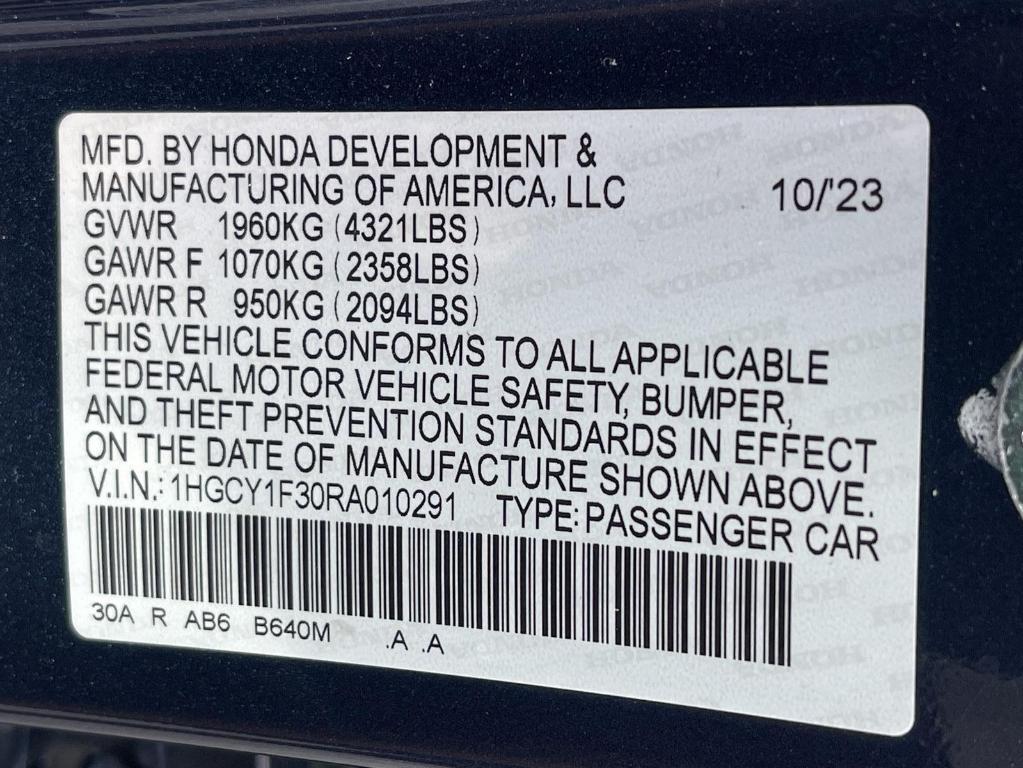 MFD. BY HONDA DEVELOPMENT &
MANUFACTURING OF AMERICA, LLC 10/'23
GVWR 1960KG (4321LBS)
GAWR F 1070KG (2358LBS)
GAWR R 950KG (2094LBS)
THIS VEHICLE CONFORMS TO ALL APPLICABLE
FEDERAL MOTOR VEHICLE SAFETY, BUMPER,
AND THEFT PREVENTION STANDARDS IN EFFECT
ON THE DATE OF MANUFACTURE SHOWN ABOVE.
V.I.N.: 1HGCY1F30RA010291 TYPE: PASSENGER CAR
30A R AB6 B640M .A .A